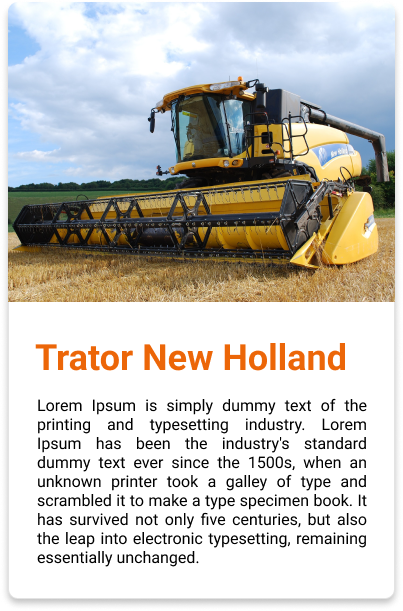 New Holland
Trator New Holland
Lorem Ipsum is simply dummy text of the
printing and typesetting industry. Lorem
Ipsum has been the industry's standard
dummy text ever since the 1500s, when an
unknown printer took a galley of type and
scrambled it to make a type specimen book. It
has survived not only five centuries, but also
the leap into electronic typesetting, remaining
essentially unchanged.